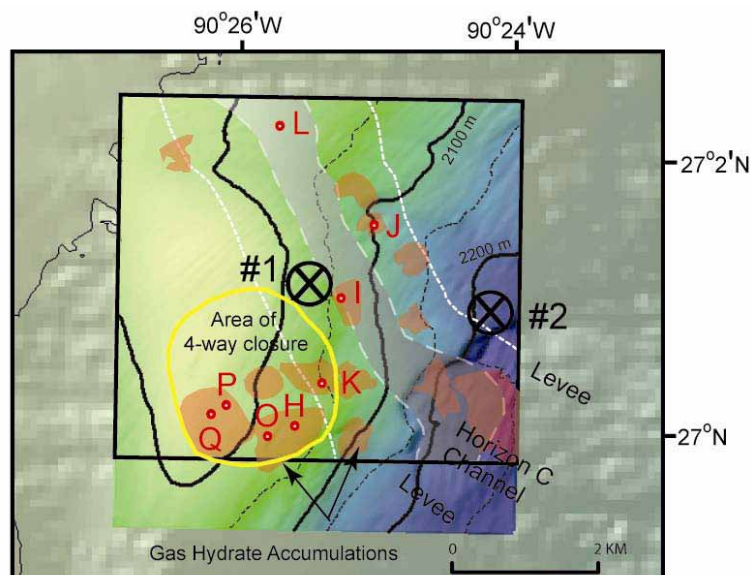 90°26'W
90°24'W
L
2100 m
27°2'N
J
2200 m
#1
I
#2
Area of
4-way closure
K
Levee
P
Q
O
H
27°N
Horizon C
Channel
Levee
Gas Hydrate Accumulations
0
2 KM